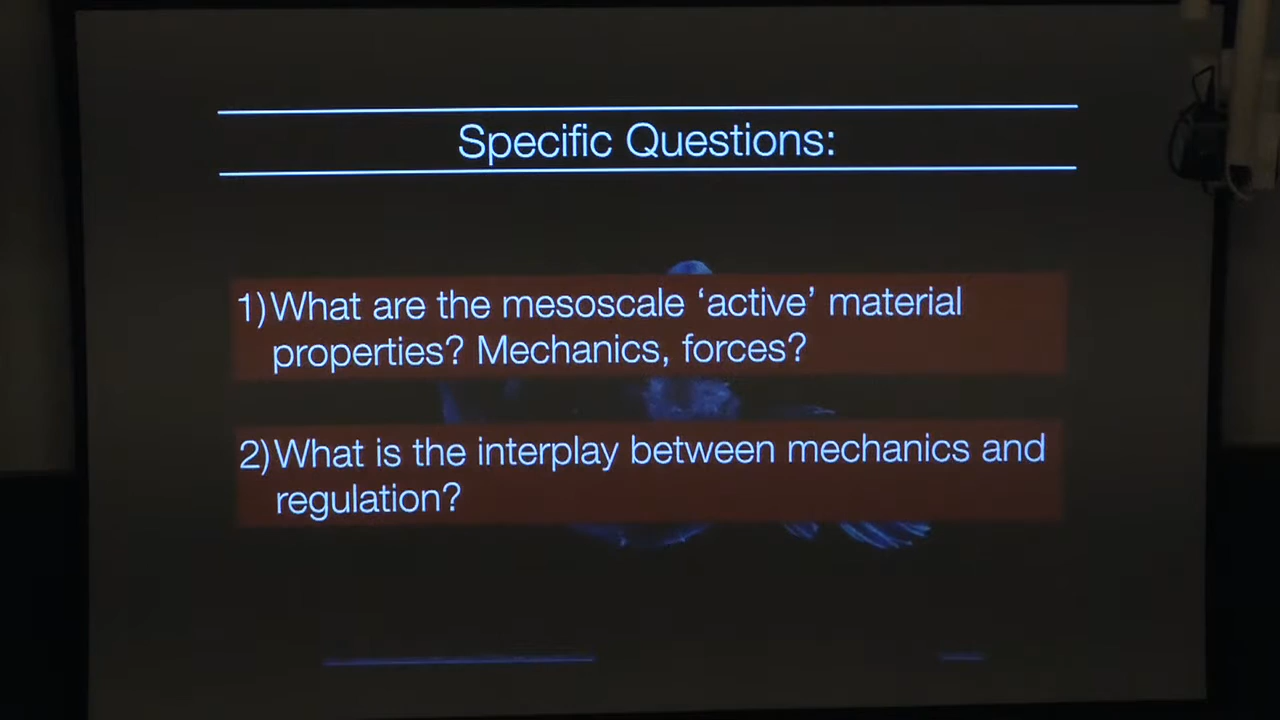 Specific Questions:
1) What are the mesoscale ‘active’ material
properties? Mechanics, forces?
2) What is the interplay between mechanics and
regulation?